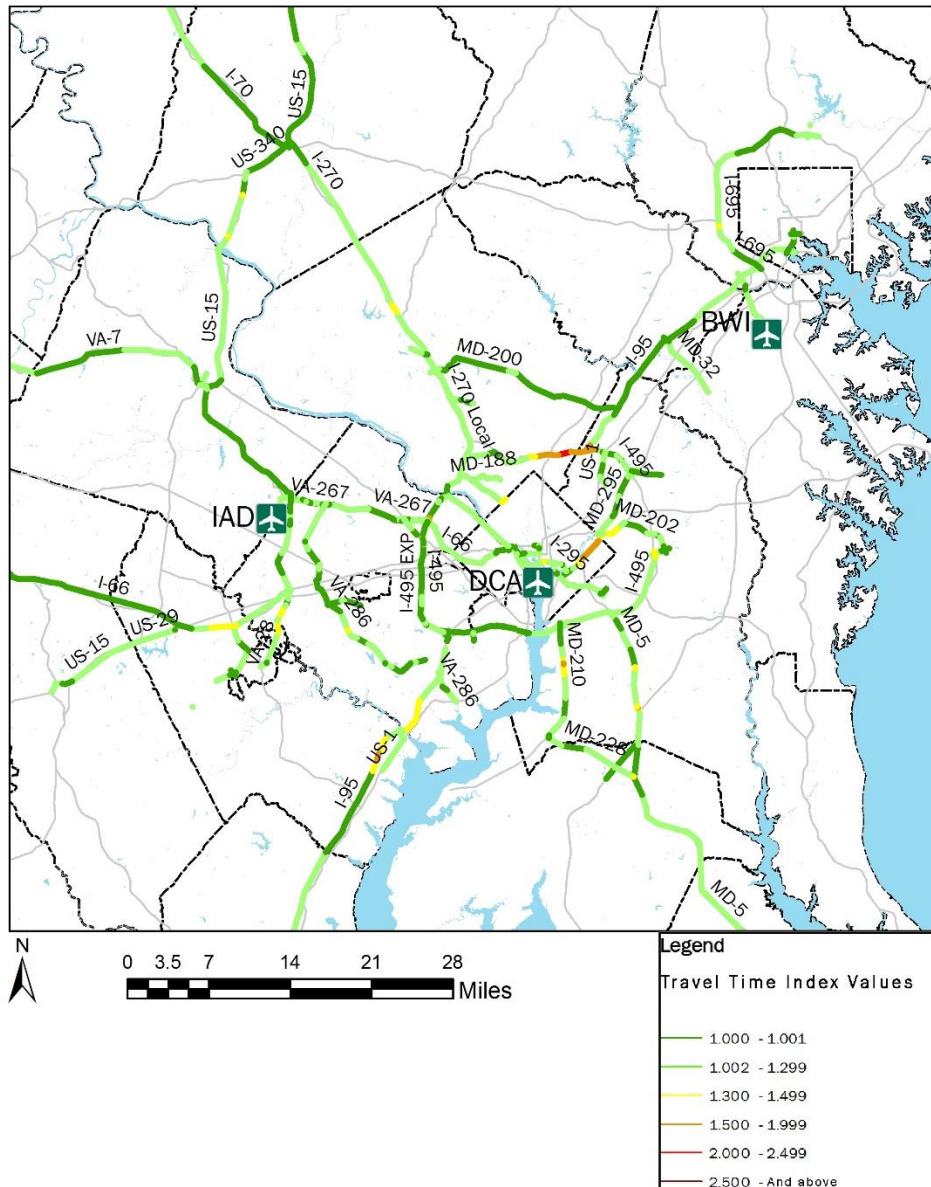 I-70
US-15
US-340
I-270
I-695
I-695
US-15
BWI
VA-7
MD-200
I-95
MD-32
I-270 Local
MD-188
US-1
I-495
MD-295
VA-267
VA-267
MD-202
IAD
I-66
I-295
I-495 EXP
I-495
I-495
DCA
I-66
VA-286
US-29
US-15
MD-5
MD-210
VA-286
MD-228
US-1
I-95
MD-5
N
0 3.5 7 14 21 28
Miles
Legend
Travel Time Index Values
1.000 - 1.001
1.002 - 1.299
1.300 - 1.499
1.500 - 1.999
2.000 - 2.499
2.500 - And above